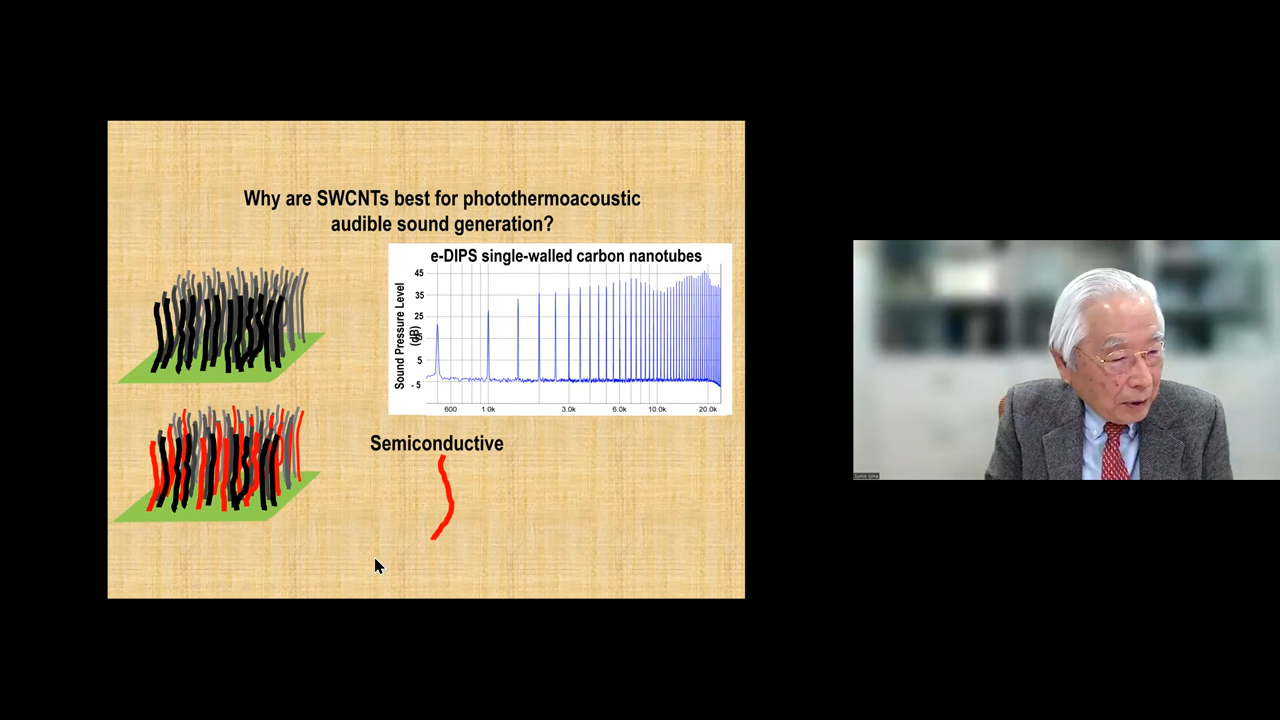 Why are SWCNTs best for photothermoacoustic
audible sound generation?
e-DIPS single-walled carbon nanotubes
Sound Pressure Level
(dB)
45
35
25
15
5
- 5
600
1.0k
3.0k
6.0k
10.0k
20.0k
Semiconductive